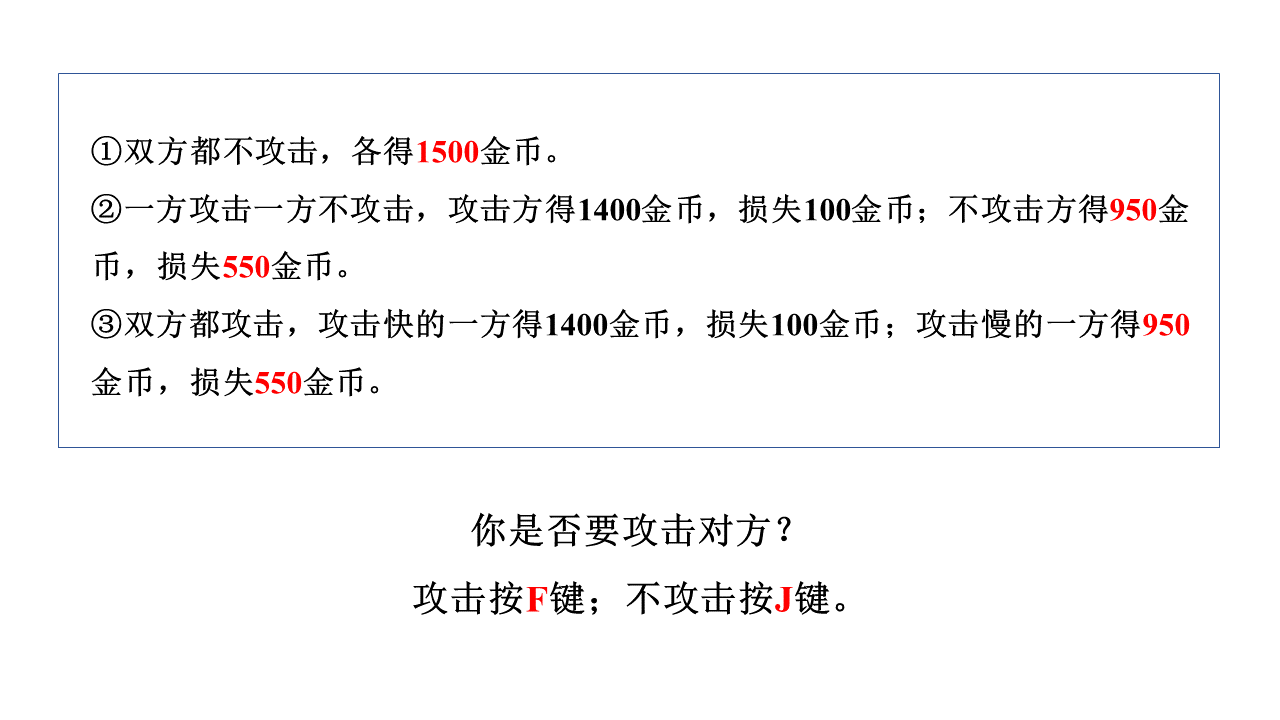 ①双方都不攻击，各得1500金币。
②一方攻击一方不攻击，攻击方得1400金币，损失100金币；不攻击方得950金
币，损失550金币。
③双方都攻击，攻击快的一方得1400金币，损失100金币；攻击慢的一方得950
金币，损失550金币。
你是否要攻击对方？
攻击按F键；不攻击按J键。